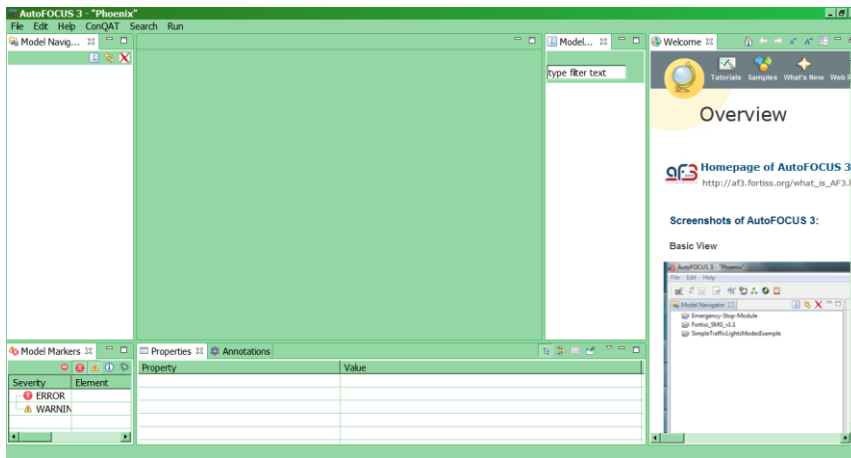 AutoFOCUS 3 - "Phoenix"
File Edit Help ConQAT Search Run
Model Navig...
Model...
type filter text
Welcome
Tutorials Samples What's New Web R
Overview
Homepage of AutoFOCUS 3
http://af3.fortiss.org/what_is_AF3.
Screenshots of AutoFOCUS 3:
Basic View
AutoFOCUS 3 - "Phoenix"
File Edit Help
Model Navigator
Emergency-Stop-Module
Fortiss_SMG_v1.1
SimpleTrafficLightsModesExample
Model Markers
Severity Element
ERROR
WARNIN
Properties Annotations
Property Value